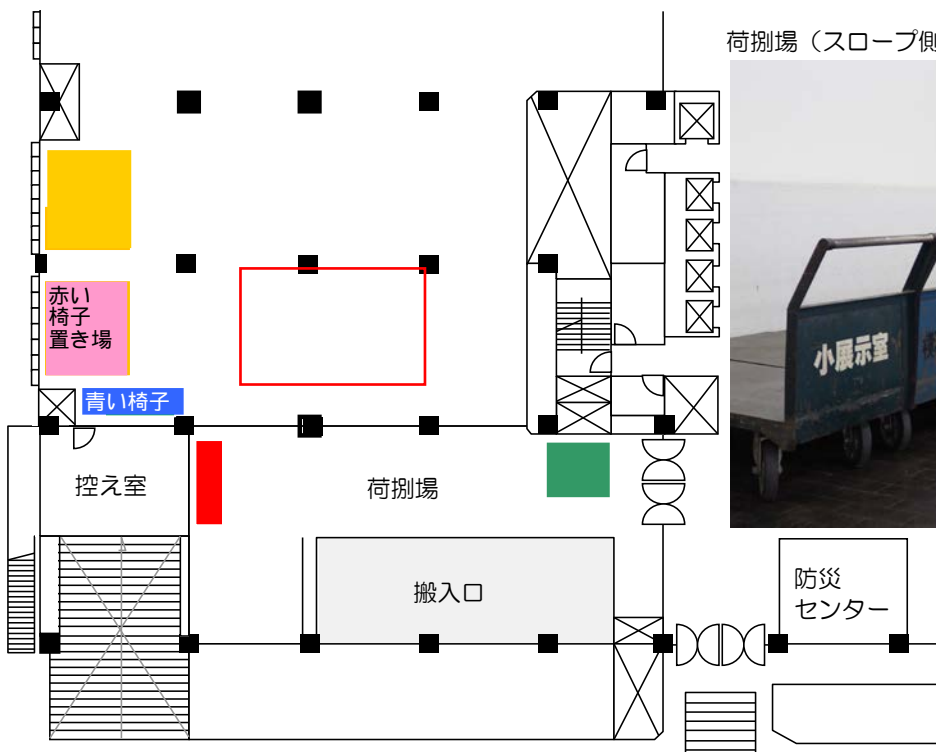 荷捌場（スロープ側
小展示室
赤い
椅子
置き場
青い椅子
控え室
荷捌場
搬入口
防災
センター